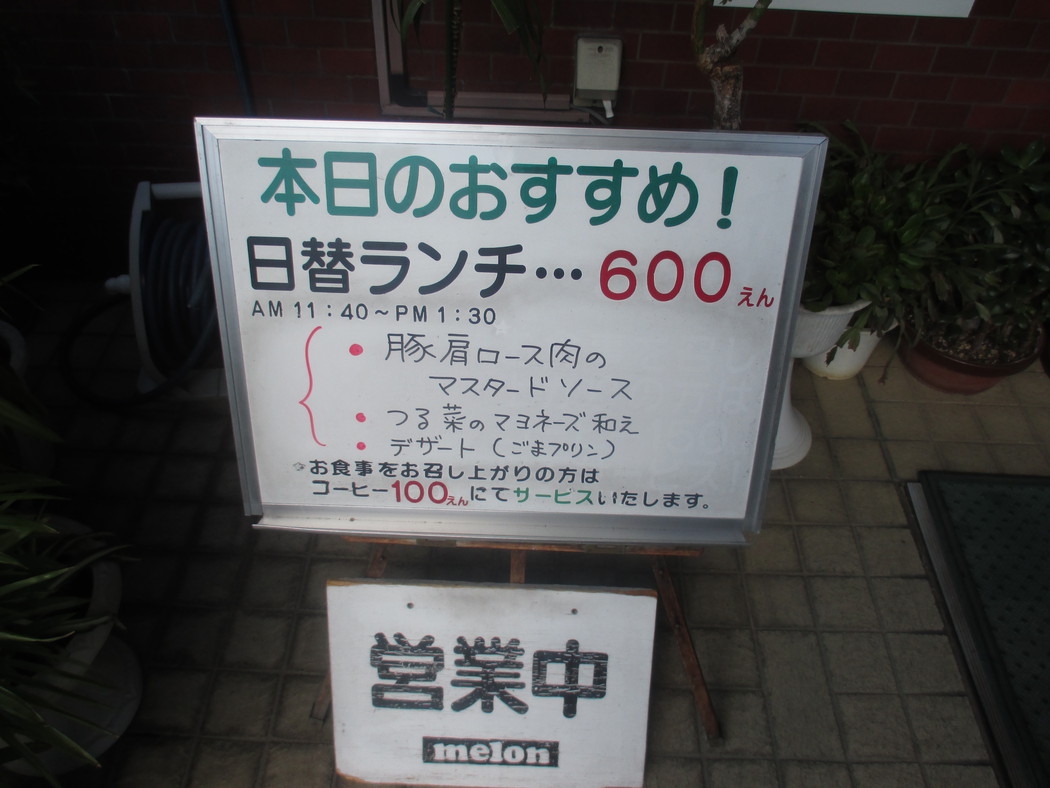 本日のおすすめ！
日替ランチ…600えん
AM 11：40～PM 1：30
• 豚肩ロース肉の
マスタードソース
• つる菜のマヨネーズ和え
• デザート（ごまプリン）
※お食事をお召し上がりの方は
コーヒー100えんにてサービスいたします。
営業中
melon